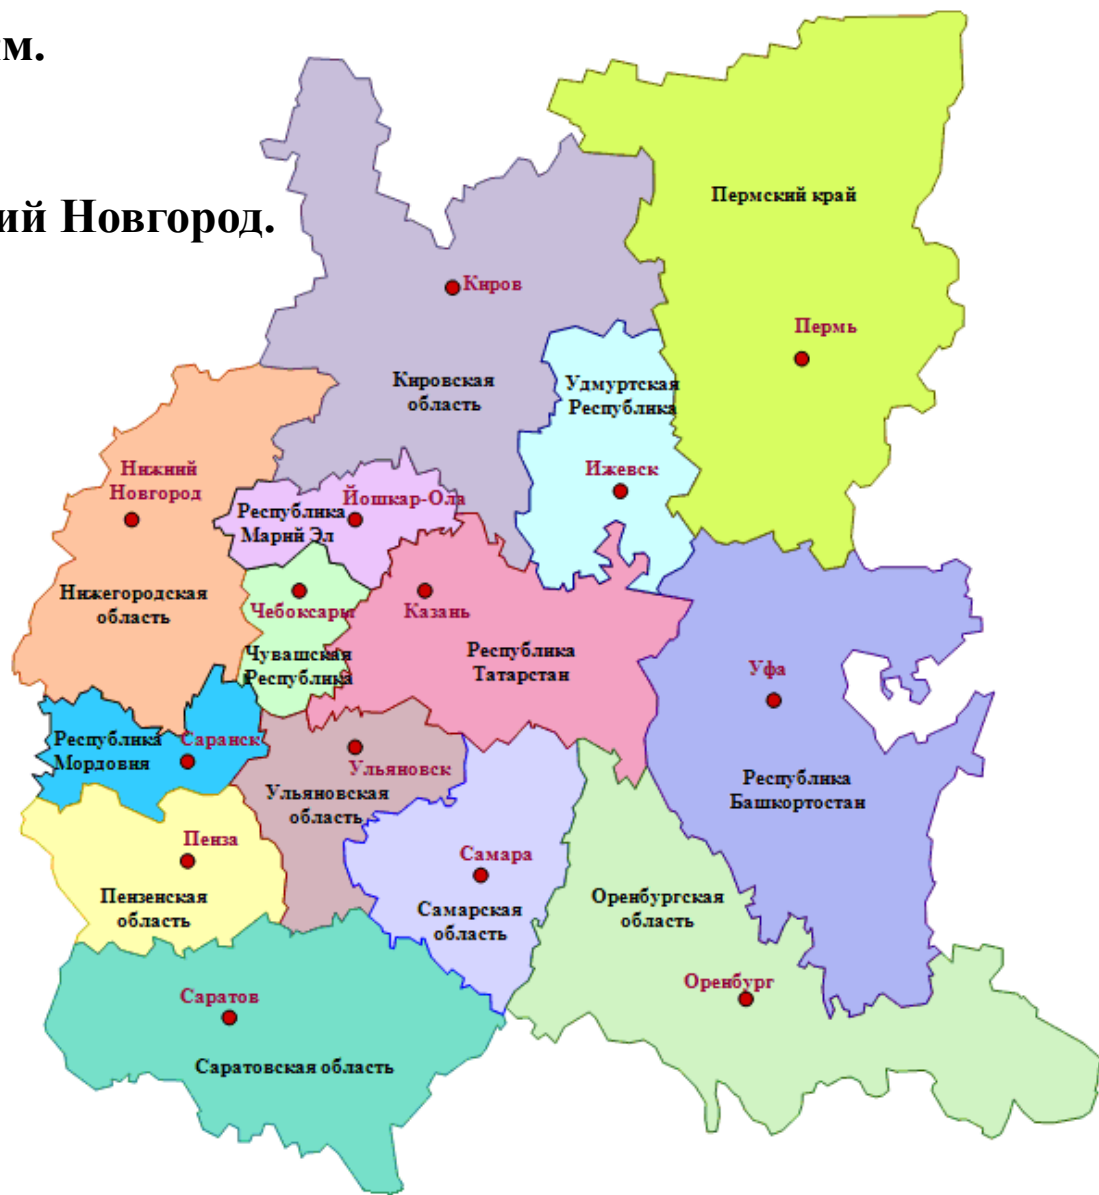 им.
ий Новгород.
Пермский край
Киров
Пермь
Кировская
область
Удмуртская
Республика
Нижний
Новгород
Ижевск
Йошкар-Ола
Республика
Марий Эл
Нижегородская
область
Чебоксары
Казань
Чувашская
Республика
Республика
Татарстан
Уфа
Республика
Мордовия
Саранск
Ульяновск
Ульяновская
область
Республика
Башкортостан
Пенза
Самара
Пензенская
область
Самарская
область
Оренбургская
область
Оренбург
Саратов
Саратовская область